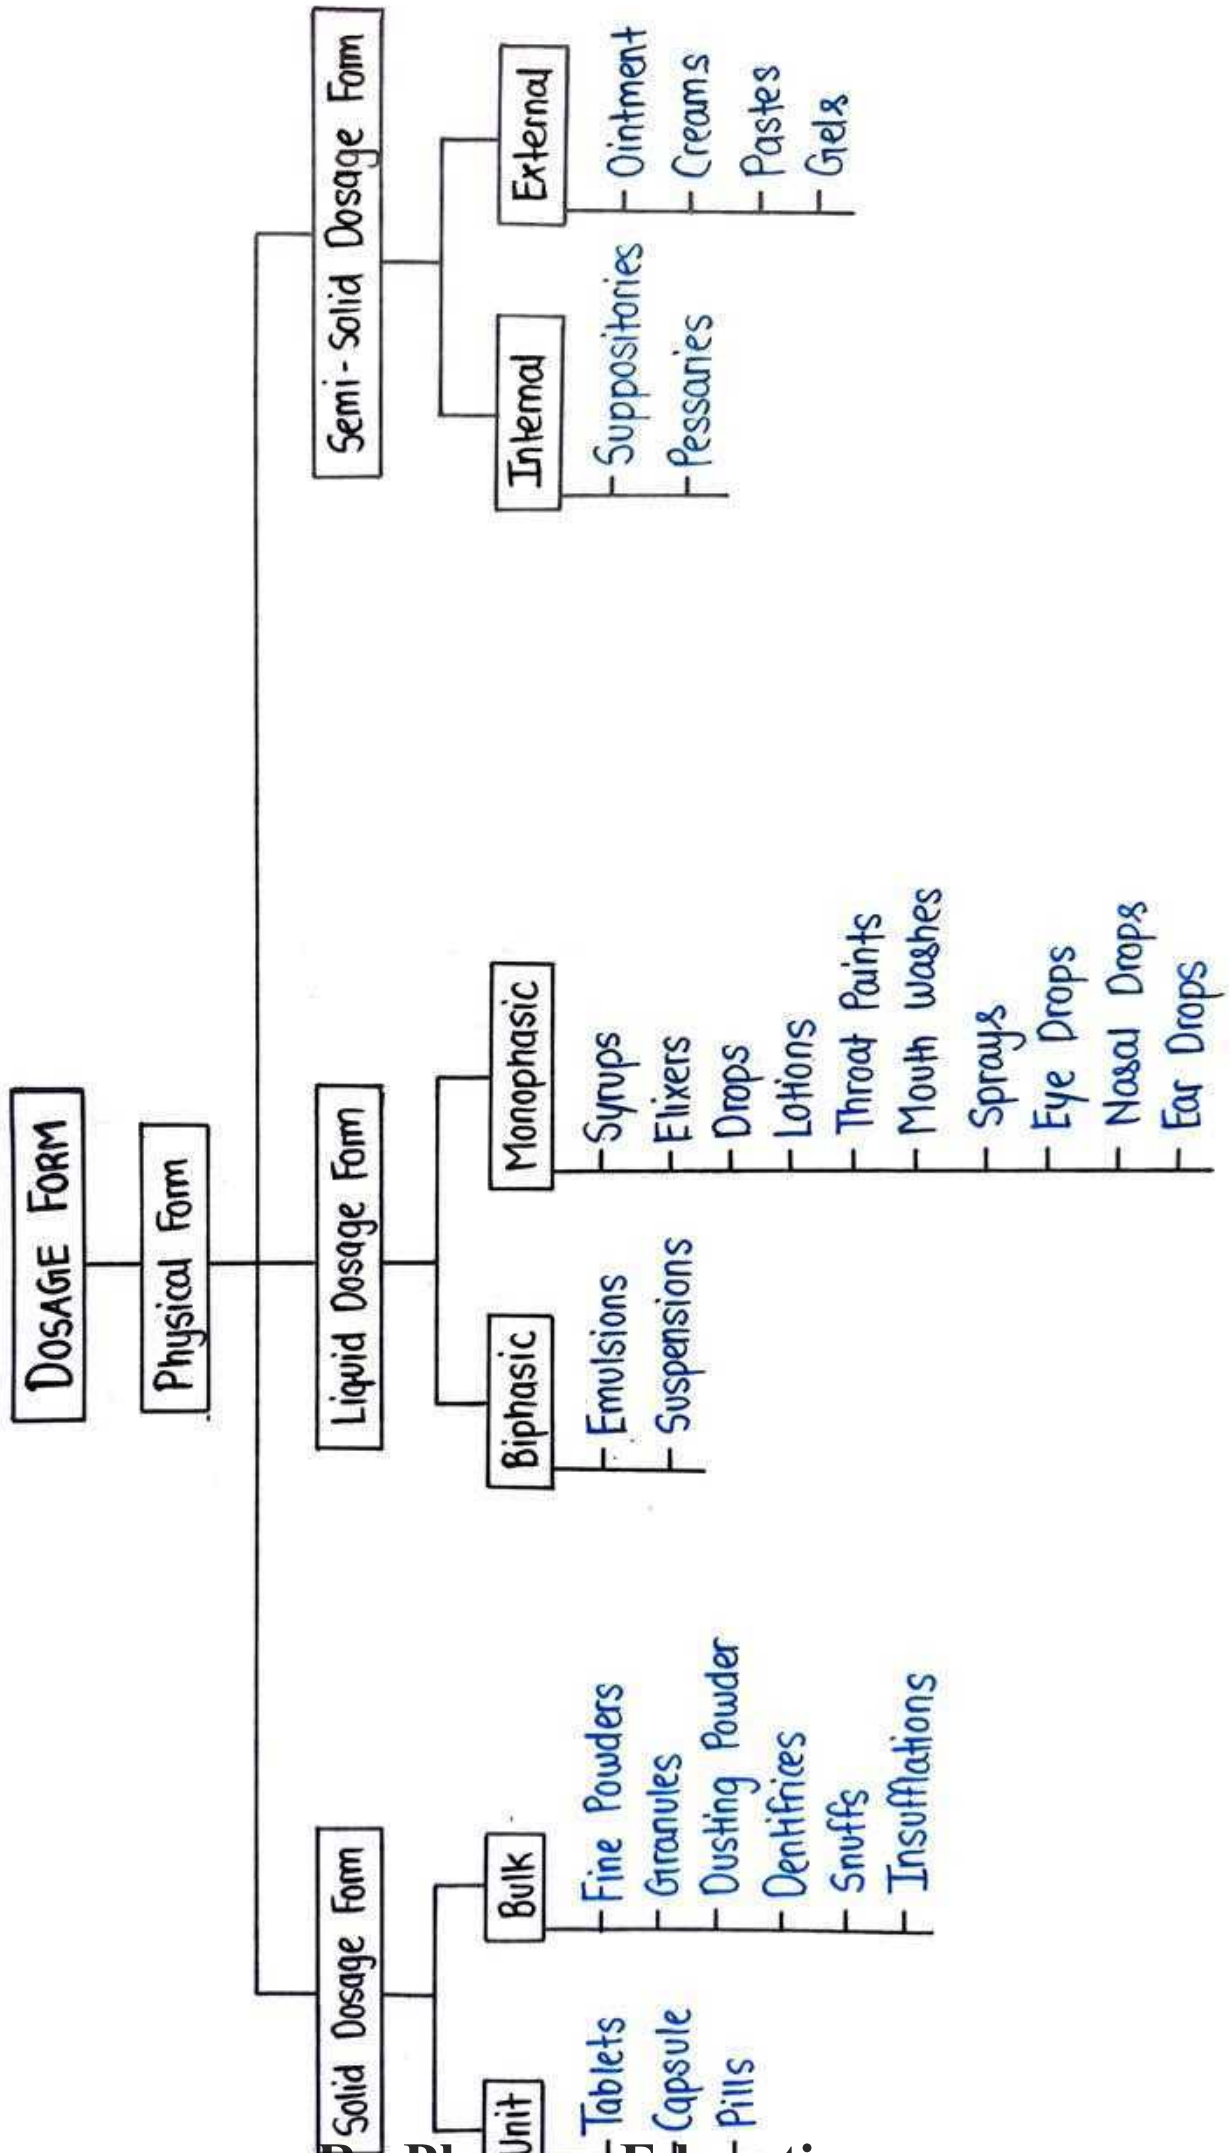 DOSAGE FORM
Physical Form
Solid Dosage Form
Unit
Tablets
Capsule
Pills
Bulk
Fine Powders
Granules
Dusting Powder
Dentifrices
Snuffs
Insufflations
Liquid Dosage Form
Biphasic
Emulsions
Suspensions
Monophasic
Syrups
Elixers
Drops
Lotions
Throat Paints
Mouth Washes
Sprays
Eye Drops
Nasal Drops
Ear Drops
Semi-Solid Dosage Form
Internal
Suppositories
Pessaries
External
Ointment
Creams
Pastes
Gels